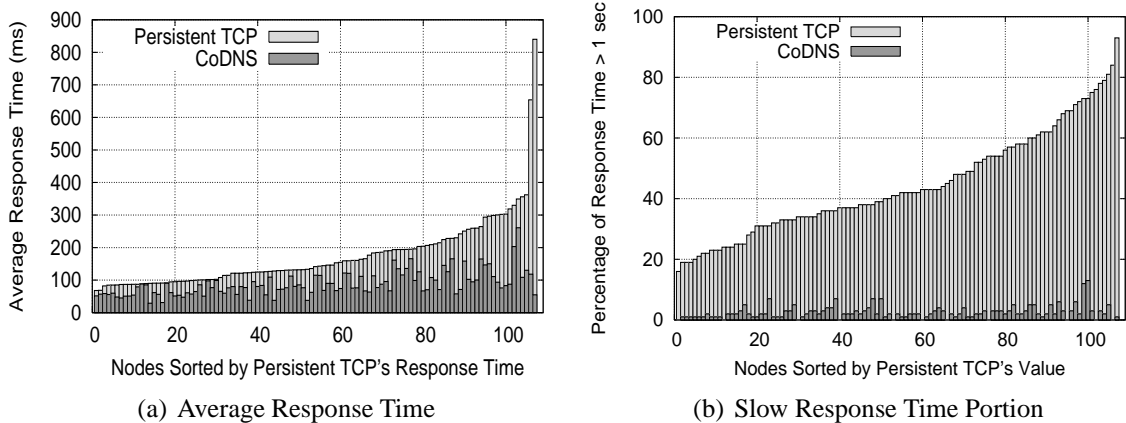 Average Response Time (ms)
900
800
700
600
500
400
300
200
100
0
Persistent TCP
CoDNS
0 20 40 60 80 100
Nodes Sorted by Persistent TCP's Response Time
(a) Average Response Time
Percentage of Response Time > 1 sec
100
80
60
40
20
0
Persistent TCP
CoDNS
0 20 40 60 80 100
Nodes Sorted by Persistent TCP's Value
(b) Slow Response Time Portion